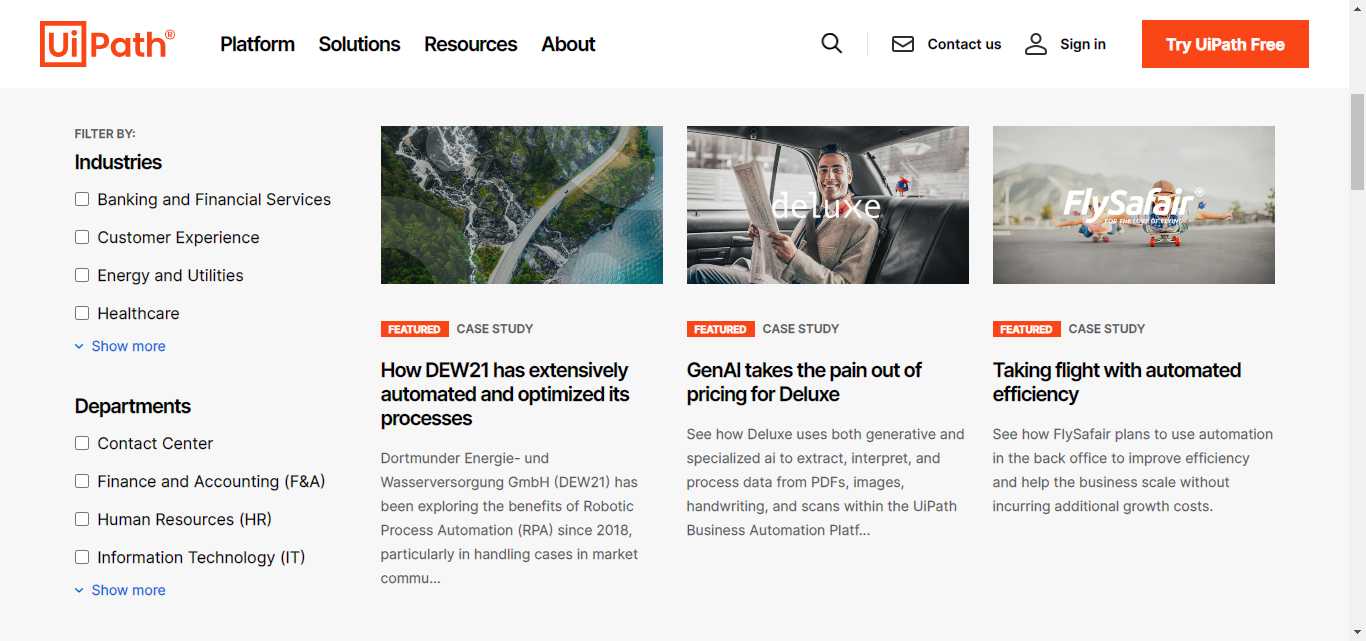 UiPath®
Platform
Solutions
Resources
About
Contact us
Sign in
Try UiPath Free
FILTER BY:
Industries
Banking and Financial Services
Customer Experience
Energy and Utilities
Healthcare
Show more
Departments
Contact Center
Finance and Accounting (F&A)
Human Resources (HR)
Information Technology (IT)
Show more
FEATURED CASE STUDY
How DEW21 has extensively
automated and optimized its
processes
Dortmunder Energie- und
Wasserversorgung GmbH (DEW21) has
been exploring the benefits of Robotic
Process Automation (RPA) since 2018,
particularly in handling cases in market
commu...
deluxe
FEATURED CASE STUDY
GenAI takes the pain out of
pricing for Deluxe
See how Deluxe uses both generative and
specialized ai to extract, interpret, and
process data from PDFs, images,
handwriting, and scans within the UiPath
Business Automation Platf...
FlySafair®
FOR THE LOVE OF FLYING
FEATURED CASE STUDY
Taking flight with automated
efficiency
See how FlySafair plans to use automation
in the back office to improve efficiency
and help the business scale without
incurring additional growth costs.